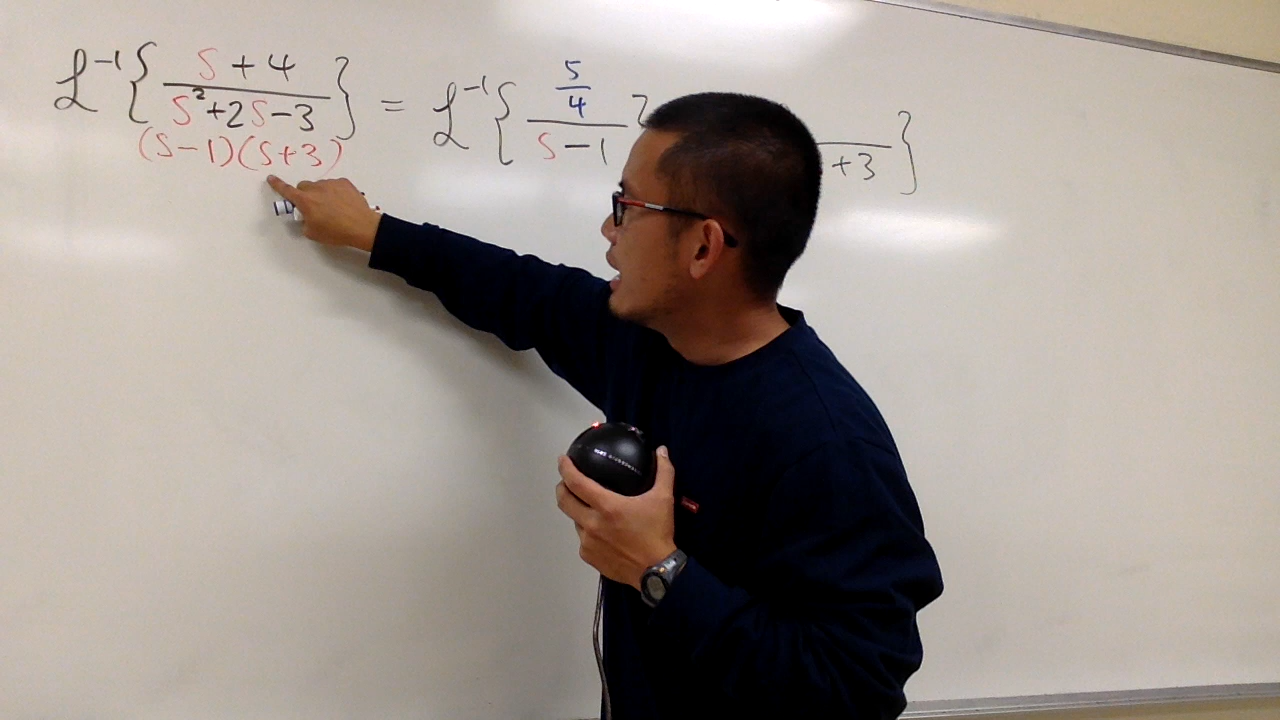 ℒ⁻¹{ (s + 4)/(s² + 2s − 3) } = ℒ⁻¹{ (5/4)/(s − 1) } +3 }
(s − 1)(s + 3)